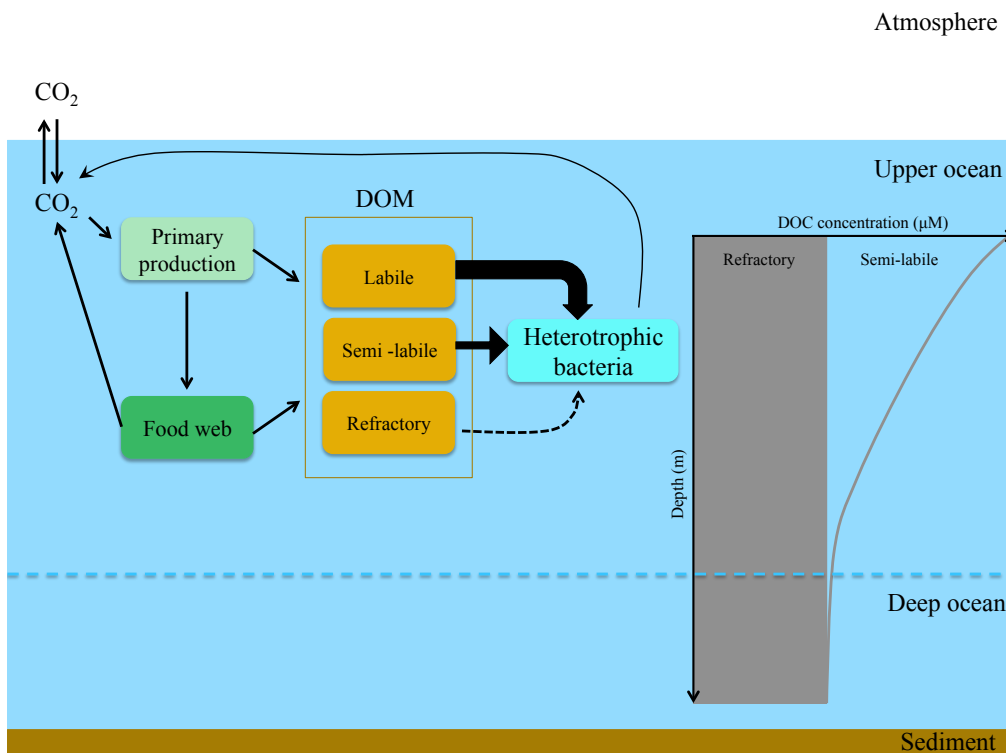 Atmosphere
CO₂
CO₂
Upper ocean
DOM
DOC concentration (μM)
Primary
production
Refractory
Semi-labile
Labile
Semi -labile
Heterotrophic
bacteria
Refractory
Food web
Depth (m)
Deep ocean
Sediment